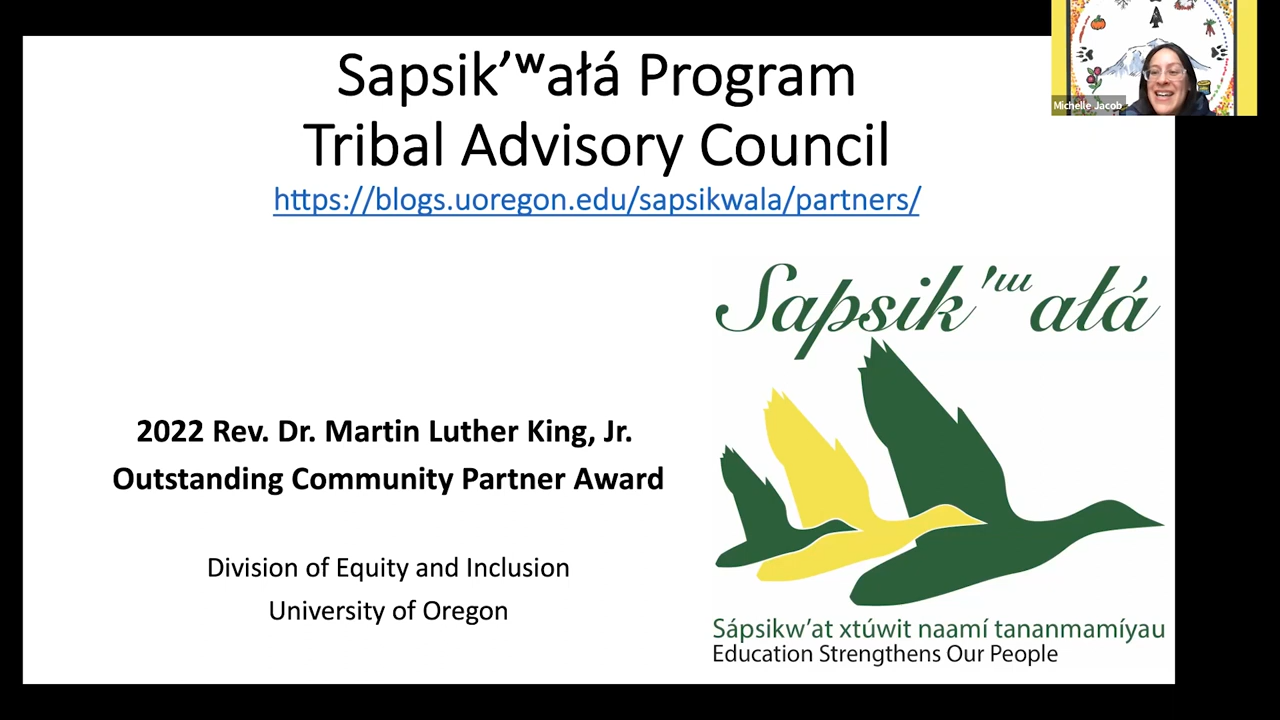 Sapsik’ʷałá Program
Tribal Advisory Council
https://blogs.uoregon.edu/sapsikwala/partners/
Michelle Jacob
Sapsik'ʷałá
2022 Rev. Dr. Martin Luther King, Jr.
Outstanding Community Partner Award
Division of Equity and Inclusion
University of Oregon
Sápsikw’at xtúwit naamí tananmamíyau
Education Strengthens Our People